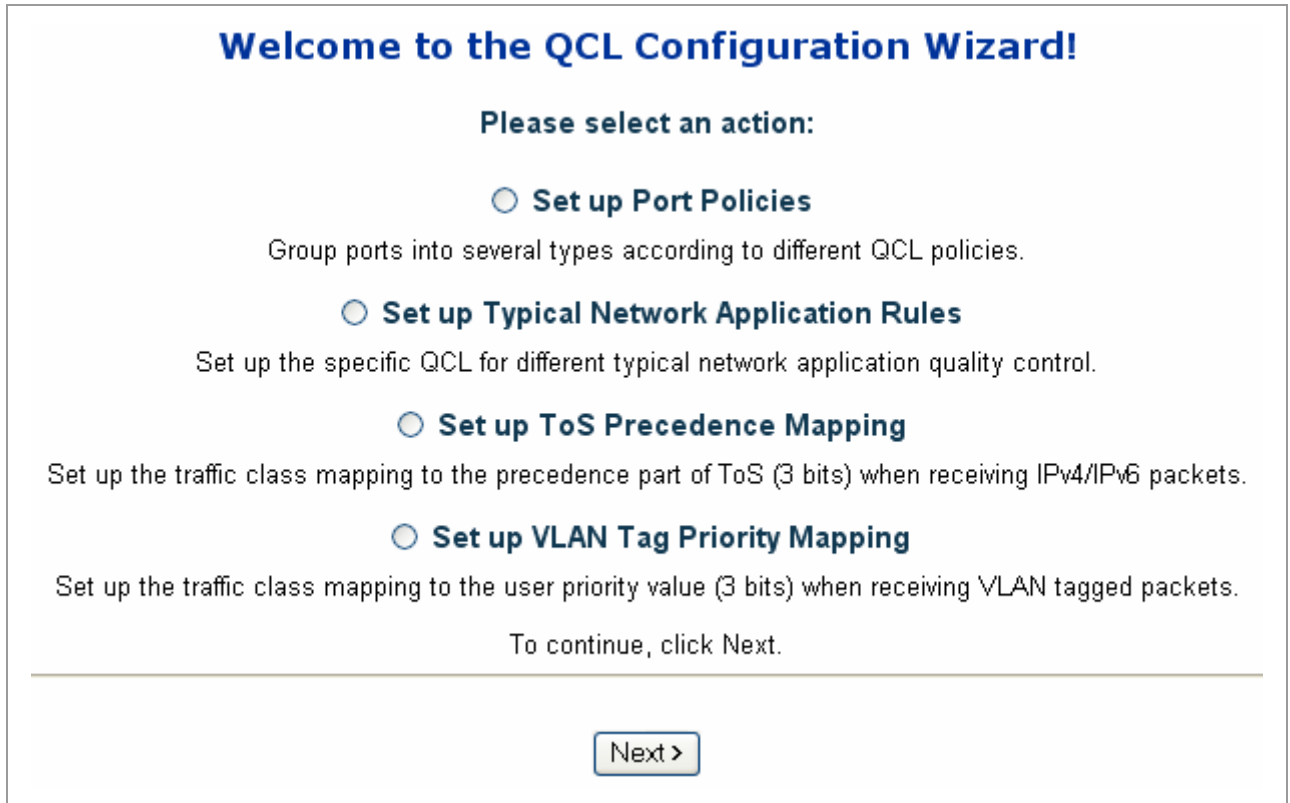 Welcome to the QCL Configuration Wizard!
Please select an action:
Set up Port Policies
Group ports into several types according to different QCL policies.
Set up Typical Network Application Rules
Set up the specific QCL for different typical network application quality control.
Set up ToS Precedence Mapping
Set up the traffic class mapping to the precedence part of ToS (3 bits) when receiving IPv4/IPv6 packets.
Set up VLAN Tag Priority Mapping
Set up the traffic class mapping to the user priority value (3 bits) when receiving VLAN tagged packets.
To continue, click Next.
Next >